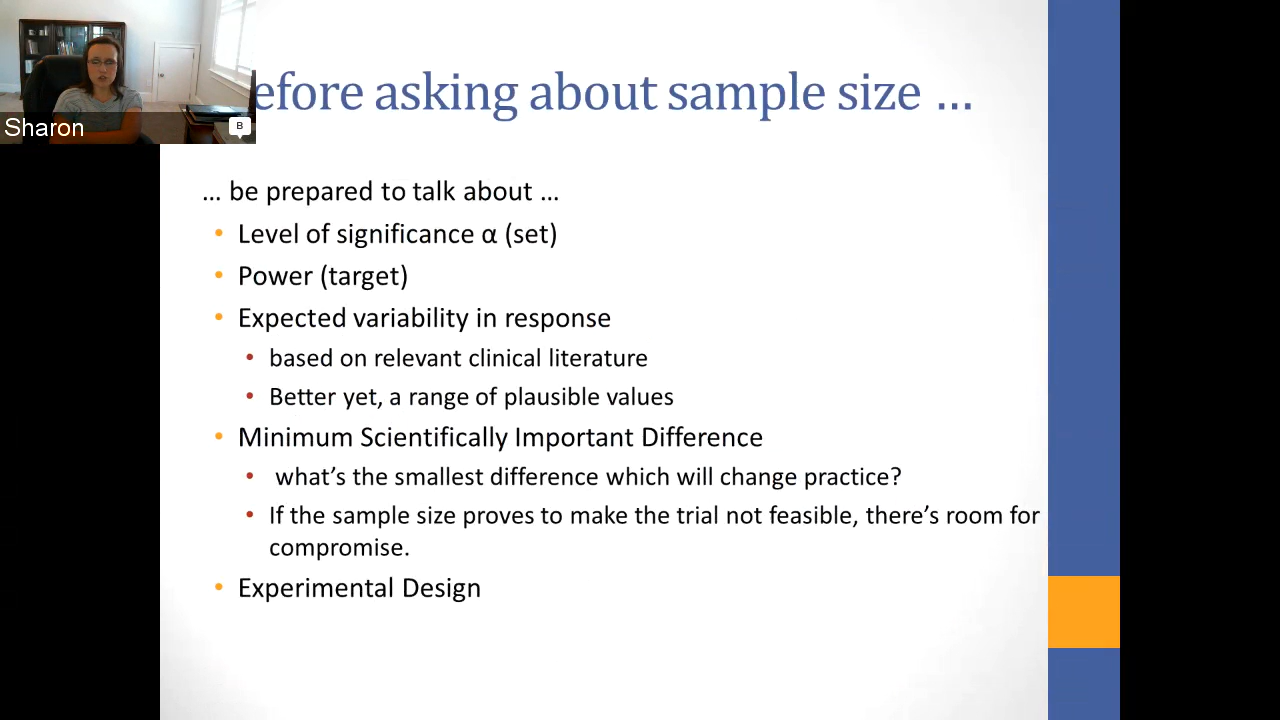 efore asking about sample size …
Sharon
B
… be prepared to talk about …
• Level of significance α (set)
• Power (target)
• Expected variability in response
• based on relevant clinical literature
• Better yet, a range of plausible values
• Minimum Scientifically Important Difference
• what’s the smallest difference which will change practice?
• If the sample size proves to make the trial not feasible, there’s room for
compromise.
• Experimental Design